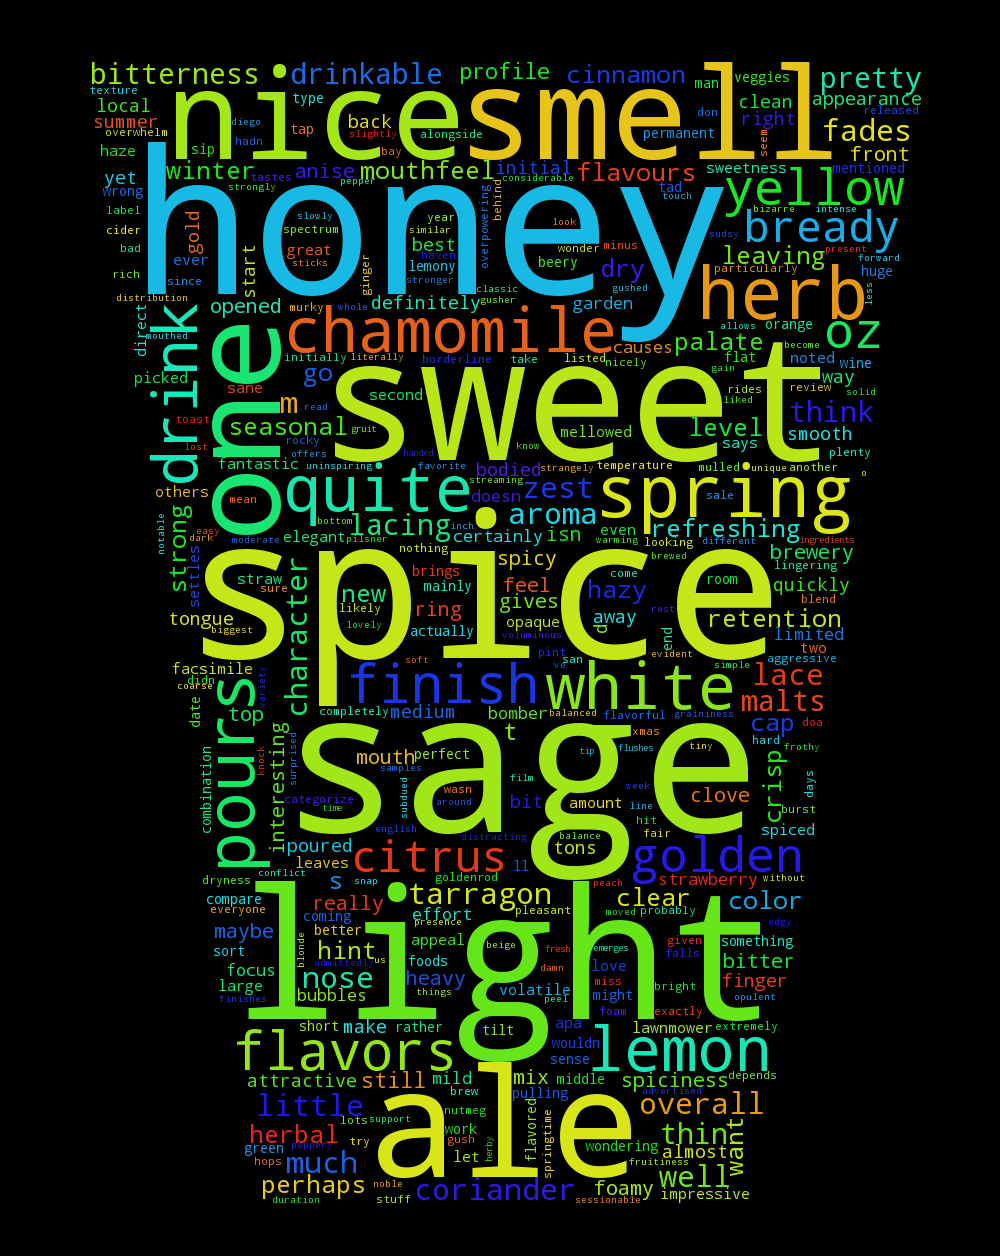 bitterness drinkable profile cinnamon man veggies pretty
texture local type back clean appearance
summer nice smell released
overwhelm diego tap slightly alongside permanent don right fades
haze sip hadn bay seem front
yet winter tastes anise mouthfeel initial flavours sweetness mentioned
wrong strongly pepper considerable tad touch yellow
label honey
cider gold slowly spectrum year similar overpowering behind look bizarre intense
bad great best wonder minus sudsy bready
ever start sticks ginger haven lemony beery dry leaving present forward
rich since stronger classic gushed particularly huge
distribution murky whole gusher garden herb less
direct opened definitely allows orange oz
mouthed drink one chamomile causes palate become
picked initially literally borderline take listed nicely flat noted wine
sane go sweet gain rides review way solid
toast m read second liked think
lost seasonal rocky gruit mellowed level says smooth
fantastic offers uninspiring handed favorite know plenty
others mean quite bodied strangely temperature mulled unique another o
strong bottom doesn streaming zest spring sale
notable easy dark lacing inch aroma refreshing
moderate elegant pilsner certainly isn even warming looking different ingredients brewery
settles straw nothing spicy brewed lingering
sure character new brings mainly feel come room quickly
tongue likely ring gives hazy rest blend
biggest lovely actually opaque d away retention
spice voluminous end limited
facsimile soft pint san evident two
didn coarse variety ve simple aggressive
date finish white lace
top completely medium bomber balanced flavorful graininess malts
pours surprised t xmas cap doa
knock interesting mouth perfect tip flushes tiny hard frothy
combination samples film week crisp days
categorize subdued wasn around bit amount line clove
time sage hit burst
english distracting balance fair spiced
poured tons
leaves citrus ll golden
dryness conflict s snap goldenrod peach strawberry without
compare tarragon clear color
everyone really effort pleasant moved probably edgy
maybe coming better presence
sort blonde hint us appeal beige fresh emerges given something
focus admittedly foods falls bitter
large nose heavy things damn love miss finger
finishes bubbles volatile peel might bright opulent
light foam exactly
short make rather tilt apa lawnmower extremely
flavors wouldn lemon
sense
attractive still mild mix middle spiciness depends
brew pulling advertised
little ale nutmeg overall
lots support flavored springtime
herbal work thin
green peppery try gush herby wondering almost want
hops much let fruitiness
perhaps noble coriander foamy well
duration stuff sessionable impressive